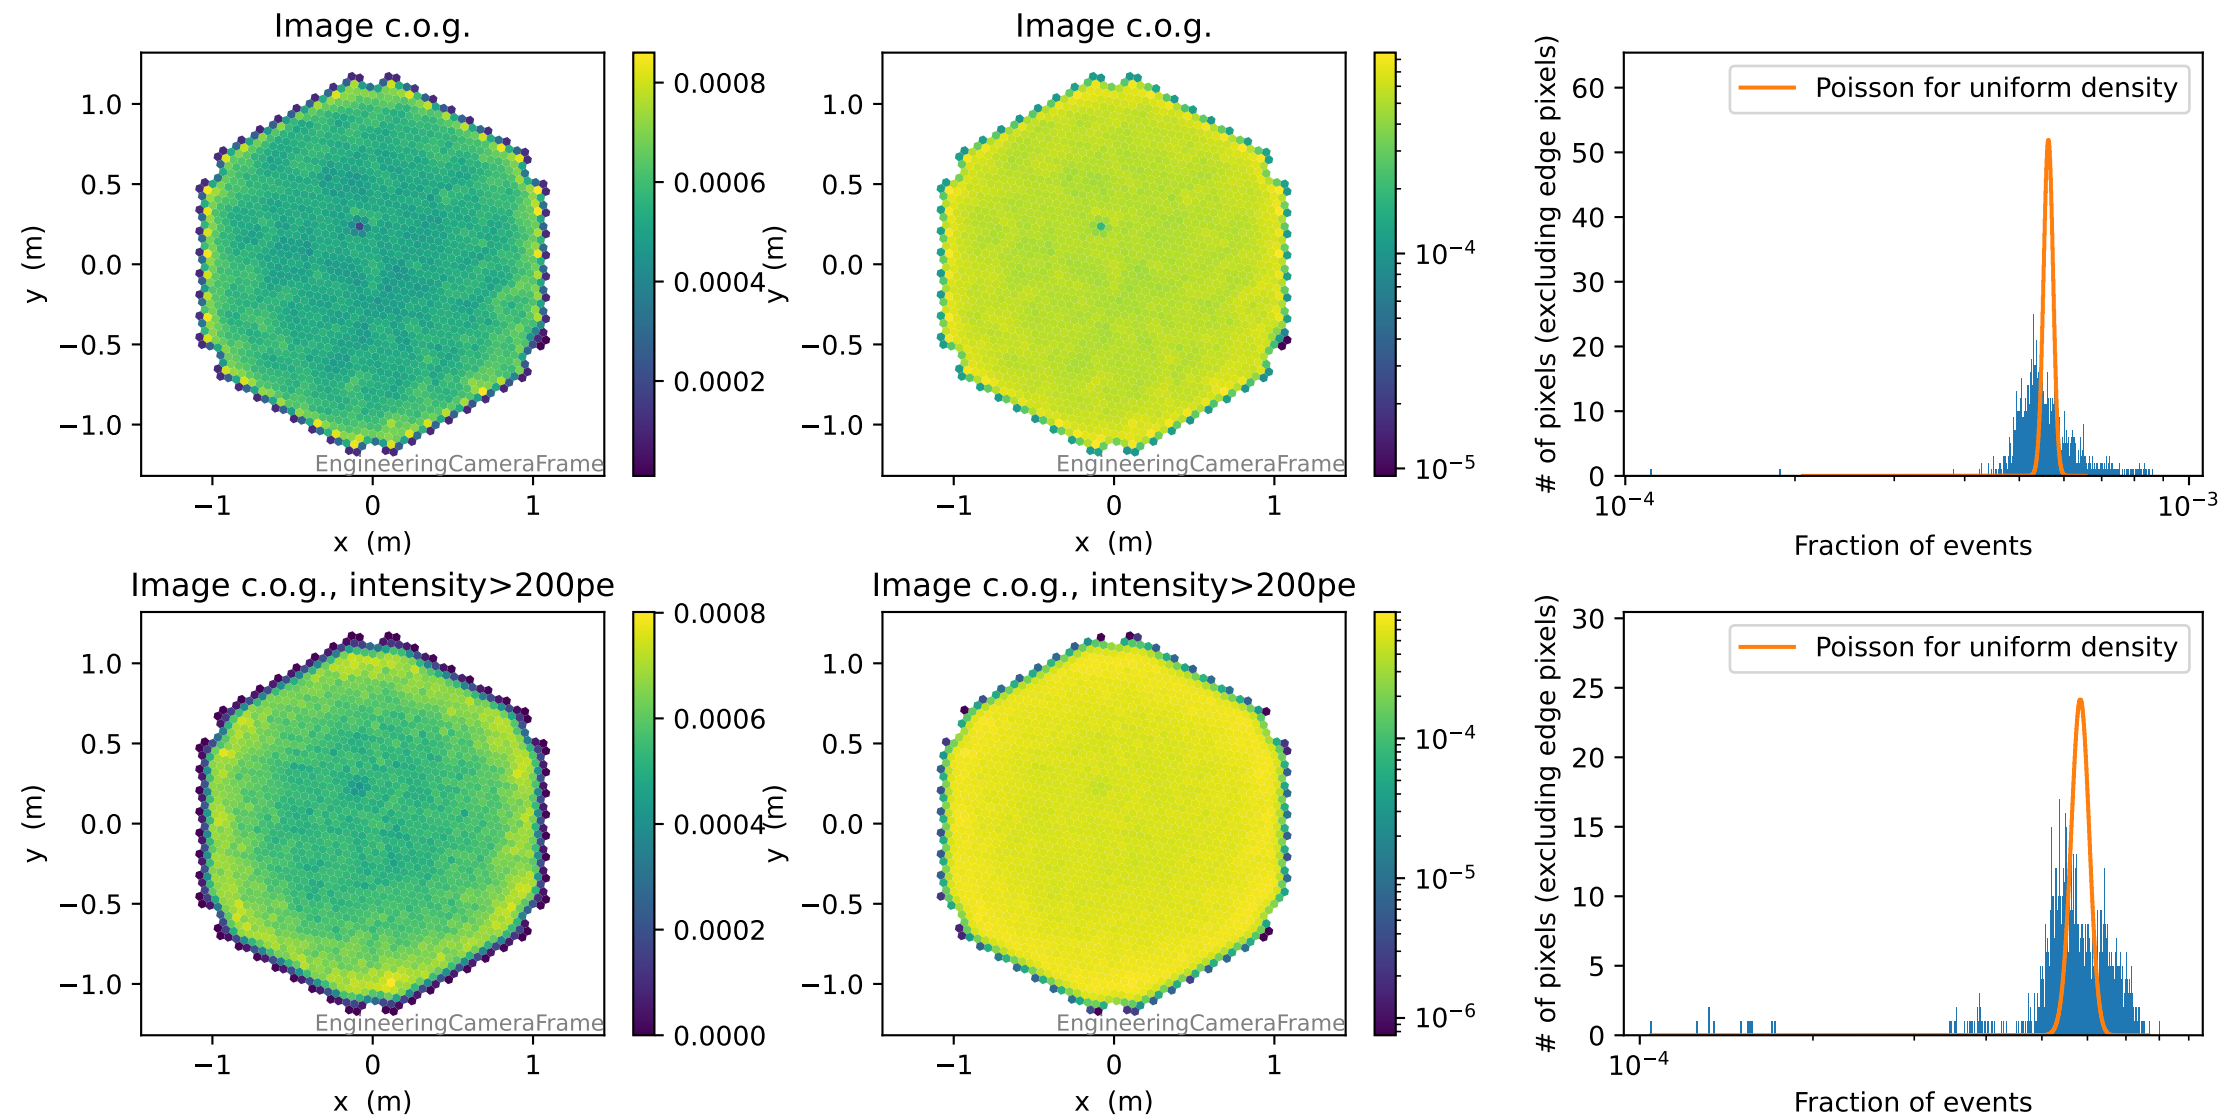 Image c.o.g.
y (m)
1.0
0.5
0.0
−0.5
−1.0
−1
0
1
x (m)
EngineeringCameraFrame
0.0008
0.0006
0.0004
0.0002
Image c.o.g.
y (m)
1.0
0.5
0.0
−0.5
−1.0
−1
0
1
x (m)
EngineeringCameraFrame
10⁻⁴
10⁻⁵
# of pixels (excluding edge pixels)
60
50
40
30
20
10
0
Poisson for uniform density
10⁻⁴
10⁻³
Fraction of events
Image c.o.g., intensity>200pe
y (m)
1.0
0.5
0.0
−0.5
−1.0
−1
0
1
x (m)
EngineeringCameraFrame
0.0008
0.0006
0.0004
0.0002
0.0000
Image c.o.g., intensity>200pe
y (m)
1.0
0.5
0.0
−0.5
−1.0
−1
0
1
x (m)
EngineeringCameraFrame
10⁻⁴
10⁻⁵
10⁻⁶
# of pixels (excluding edge pixels)
30
25
20
15
10
5
0
Poisson for uniform density
10⁻⁴
Fraction of events